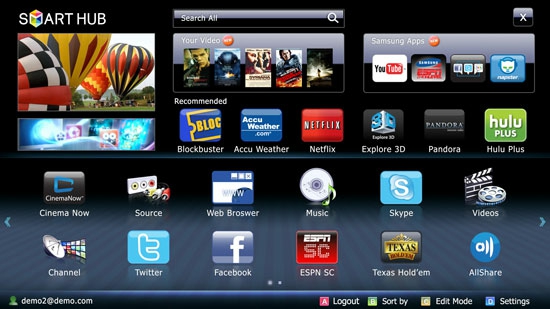 SMART HUB
Search All
X
Your Video NEW
Samsung Apps NEW
YouTube
SAMSUNG
ESPN
napster
Recommended
BLOC
Accu Weather .com
NETFLIX
Explore 3D
PANDORA
hulu PLUS
Blockbuster
Accu Weather
Netflix
Explore 3D
Pandora
Hulu Plus
CinemaNow
WWW
Cinema Now
Source
Web Broswer
Music
Skype
Videos
ESPN SC
TEXAS HOLD'EM
Channel
Twitter
Facebook
ESPN SC
Texas Hold'em
AllShare
demo2@demo.com
A Logout
B Sort by
C Edit Mode
D Settings